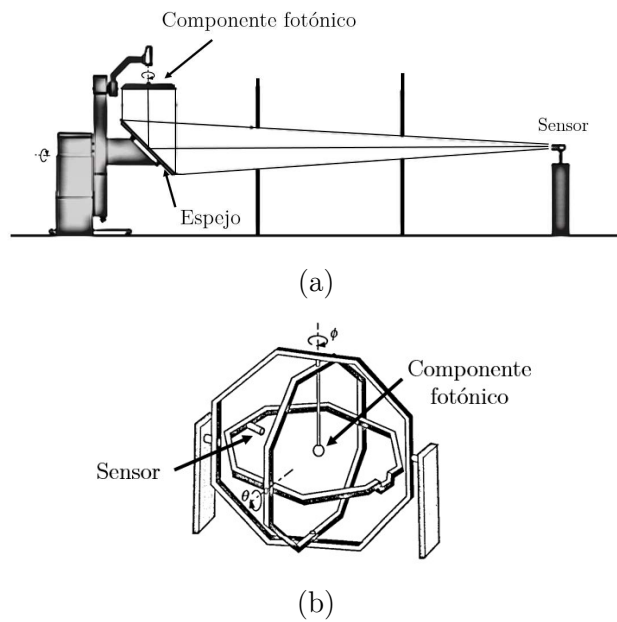 Componente fotónico
Sensor
Espejo
(a)
ϕ
Componente
fotónico
Sensor
θ
(b)